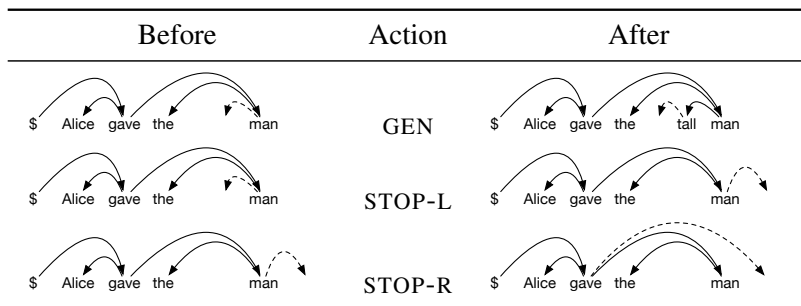 Before Action After
$ Alice gave the man GEN $ Alice gave the tall man
$ Alice gave the man STOP-L $ Alice gave the man
$ Alice gave the man STOP-R $ Alice gave the man